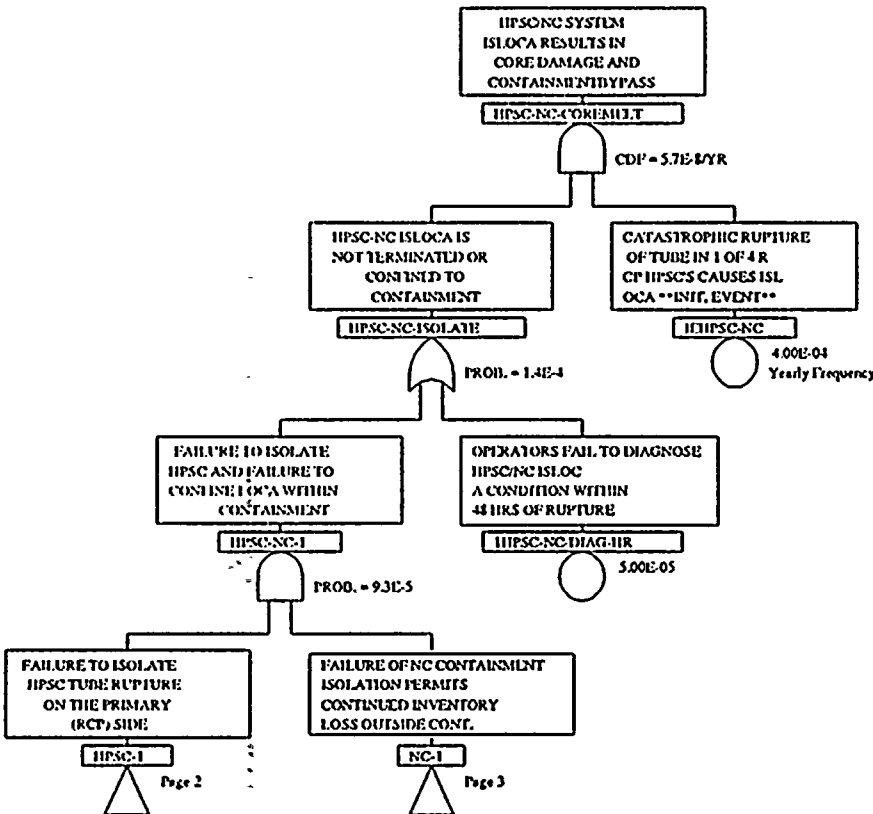 HPSC/NC SYSTEM
ISLOCA RESULTS IN
CORE DAMAGE AND
CONTAINMENT BYPASS
HPSC-NC-COREMELT
CDF = 5.7E-8/YR
HPSC-NC ISLOCA IS
NOT TERMINATED OR
CONFINED TO
CONTAINMENT
HPSC-NC-ISOLATE
PROB. = 1.4E-4
CATASTROPHIC RUPTURE
OF TUBE IN 1 OF 4 R
CP HPSC'S CAUSES ISL
OCA **INIT. EVENT**
IEHPSC-NC
4.00E-04
Yearly Frequency
FAILURE TO ISOLATE
HPSC AND FAILURE TO
CONFINE LOCA WITHIN
CONTAINMENT
HPSC-NC-1
PROB. = 9.3E-5
OPERATORS FAIL TO DIAGNOSE
HPSC/NC ISLOC
A CONDITION WITHIN
48 HRS OF RUPTURE
HPSC-NC-DIAG-HR
5.00E-05
FAILURE TO ISOLATE
HPSC TUBE RUPTURE
ON THE PRIMARY
(RCP) SIDE
HPSC-1
Page 2
FAILURE OF NC CONTAINMENT
ISOLATION PERMITS
CONTINUED INVENTORY
LOSS OUTSIDE CONT.
NC-1
Page 3